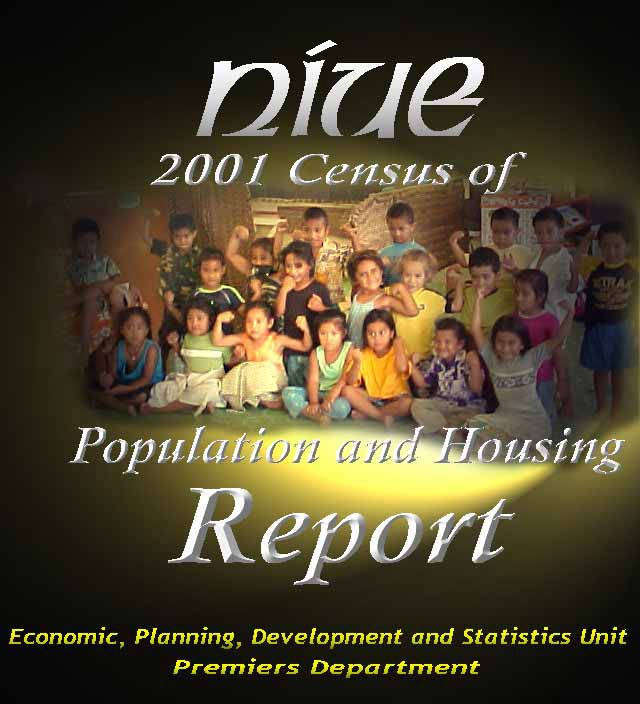 niue
2001 Census of
Population and Housing
Report
Economic, Planning, Development and Statistics Unit
Premiers Department